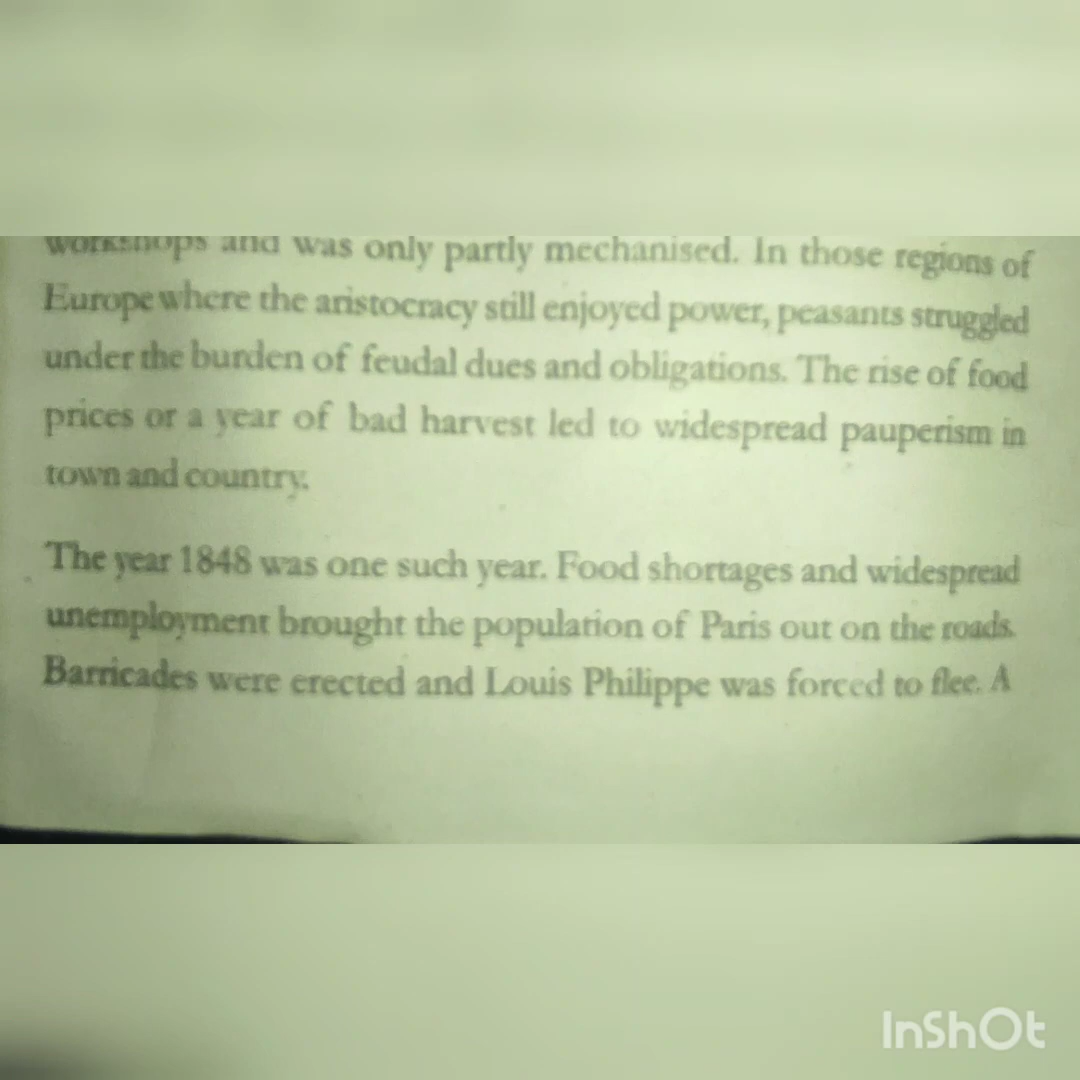 workshops and was only partly mechanised. In those regions of
Europe where the aristocracy still enjoyed power, peasants struggled
under the burden of feudal dues and obligations. The rise of food
prices or a year of bad harvest led to widespread pauperism in
town and country.
The year 1848 was one such year. Food shortages and widespread
unemployment brought the population of Paris out on the roads.
Barricades were erected and Louis Philippe was forced to flee. A
InShOt